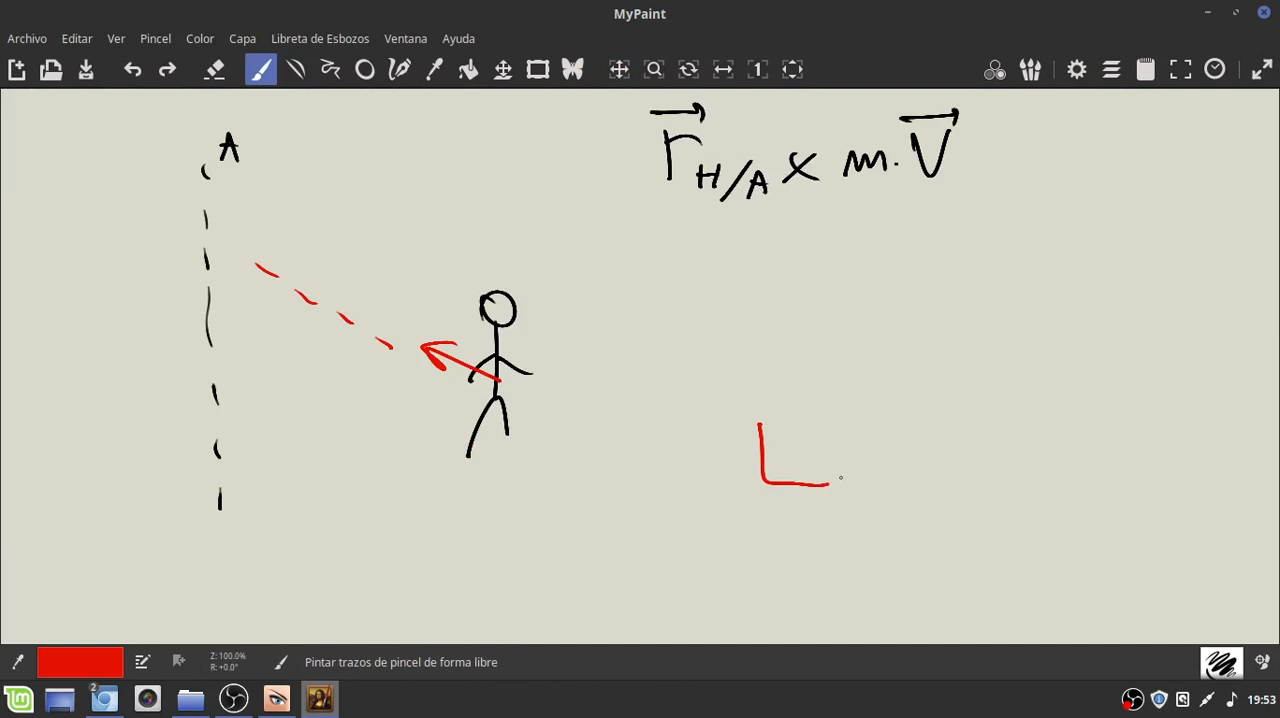 MyPaint
Archivo Editar Ver Pincel Color Capa Libreta de Esbozos Ventana Ayuda
A
r H/A x m. V
L
Z: 100.0%
R: +0.0°
Pintar trazos de pincel de forma libre
2
19:53